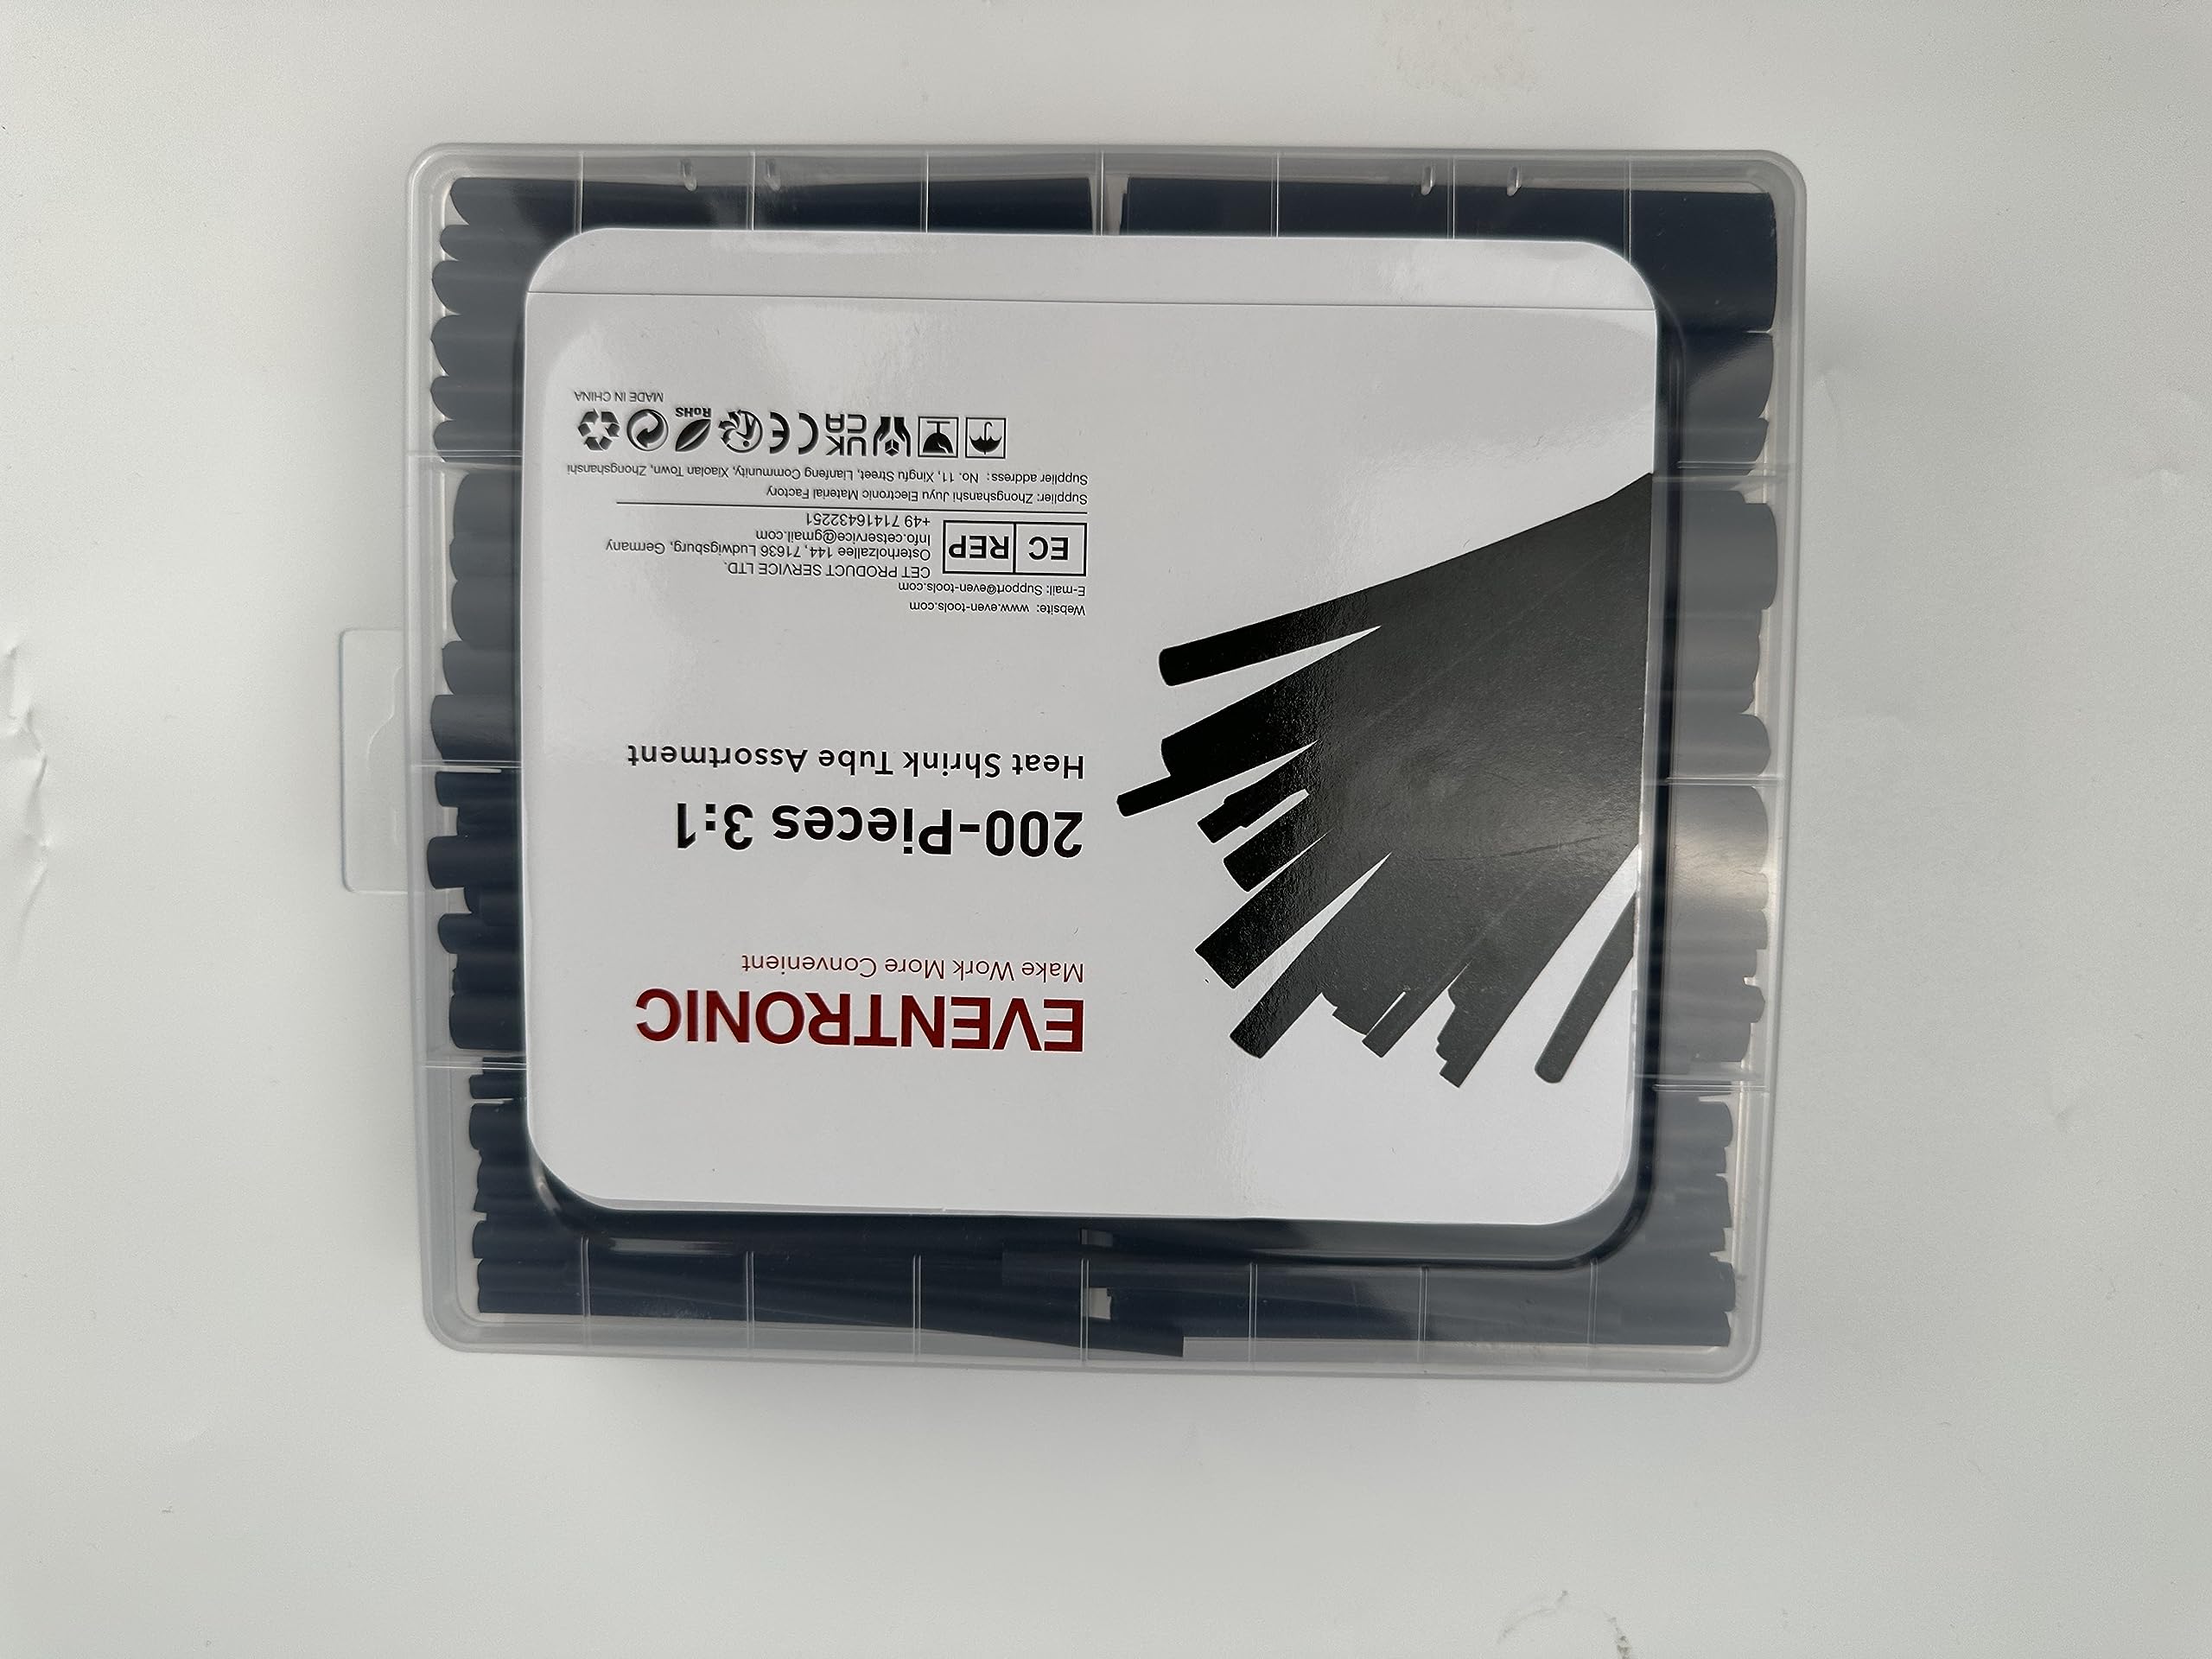 EVENTRONIC
Make Work More Convenient
200-Pieces 3:1
Heat Shrink Tube Assortment
Website: www.even-tools.com
E-mail: Support@even-tools.com
EC REP
CET PRODUCT SERVICE LTD.
Osterholzallee 144, 71636 Ludwigsburg, Germany
Info.cetservice@gmail.com
+49 71416432251
Supplier: Zhongshanshi Juyu Electronic Material Factory
Supplier address: No. 11, Xingfu Street, Lianfeng Community, Xiaolan Town, Zhongshanshi
UK
CA
CE
RoHS
MADE IN CHINA